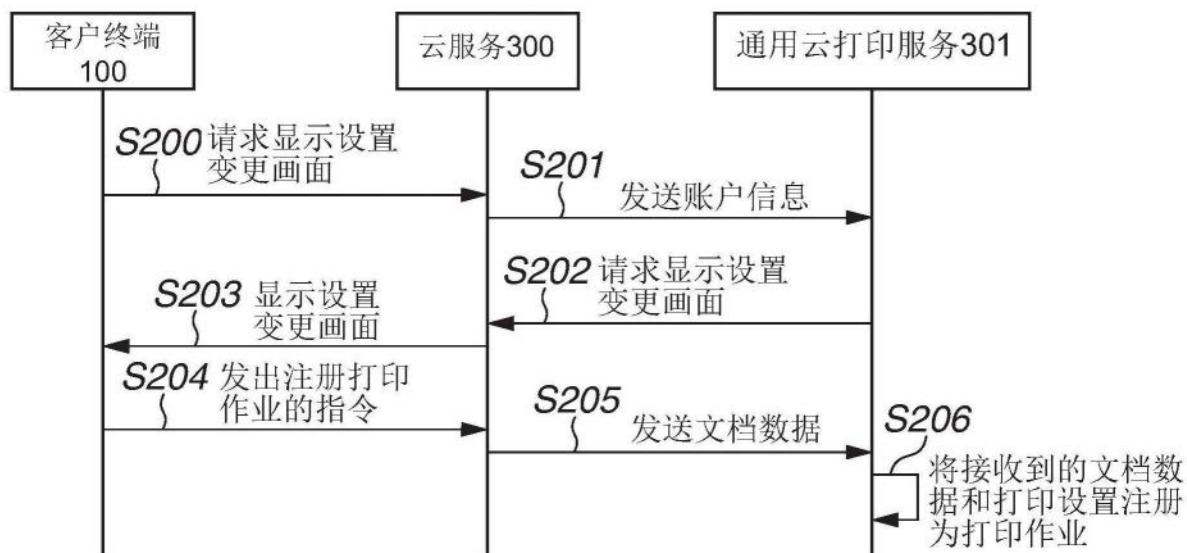 客户终端
100
云服务300
通用云打印服务301
S200 请求显示设置
变更画面
S201
发送账户信息
S202 请求显示设置
变更画面
S203 显示设置
变更画面
S204 发出注册打印
作业的指令
S205
发送文档数据
S206
将接收到的文档数
据和打印设置注册
为打印作业